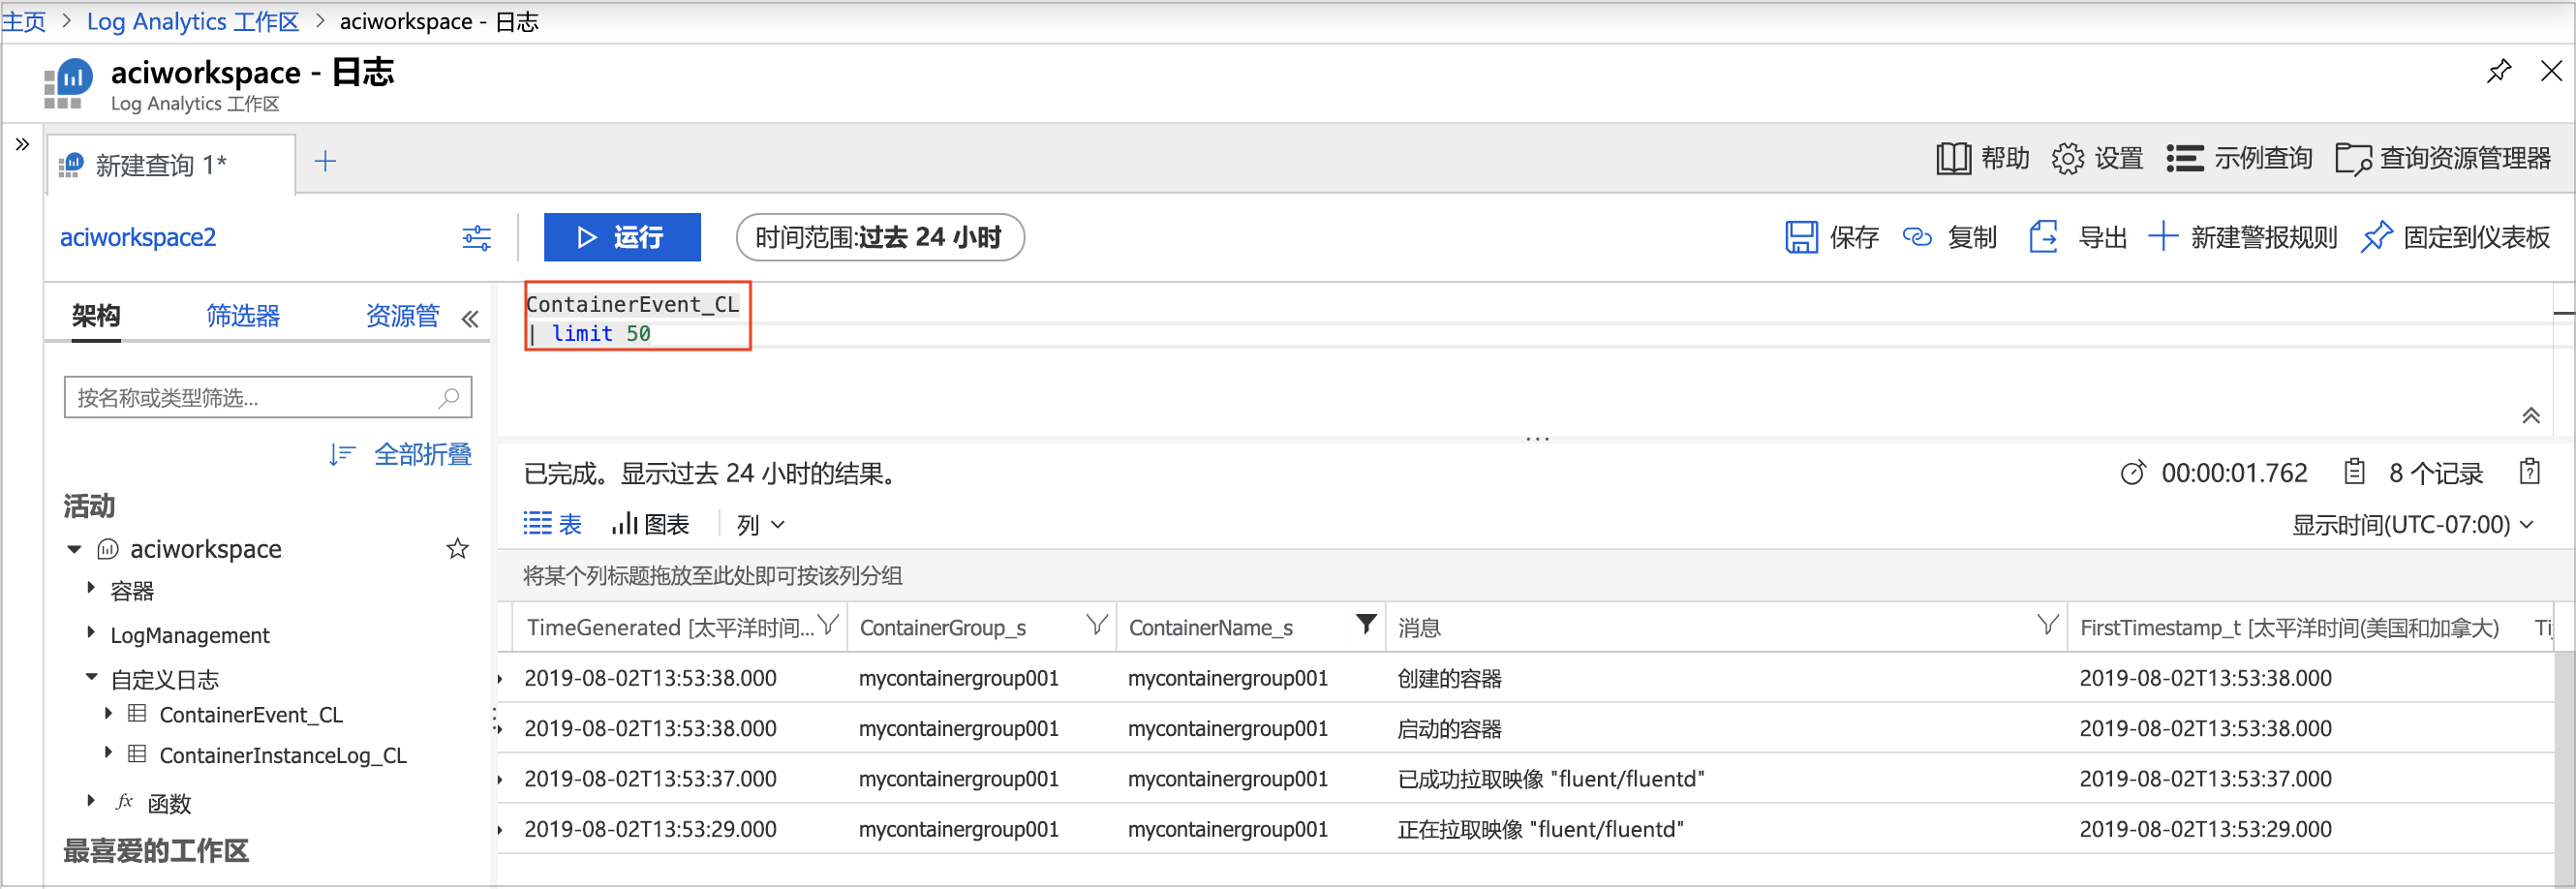 主页 > Log Analytics 工作区 > aciworkspace - 日志
aciworkspace - 日志
Log Analytics 工作区
新建查询 1*
帮助 设置 示例查询 查询资源管理器
aciworkspace2
运行
时间范围:过去 24 小时
保存 复制 导出 新建警报规则 固定到仪表板
架构 筛选器 资源管
ContainerEvent_CL
| limit 50
按名称或类型筛选...
全部折叠
活动
aciworkspace
容器
LogManagement
自定义日志
ContainerEvent_CL
ContainerInstanceLog_CL
fx 函数
最喜爱的工作区
已完成。显示过去 24 小时的结果。
00:00:01.762 8 个记录
表 图表 列
显示时间(UTC-07:00)
将某个列标题拖放至此处即可按该列分组
TimeGenerated [太平洋时间... ContainerGroup_s ContainerName_s 消息 FirstTimestamp_t [太平洋时间(美国和加拿大)
2019-08-02T13:53:38.000 mycontainergroup001 mycontainergroup001 创建的容器 2019-08-02T13:53:38.000
2019-08-02T13:53:38.000 mycontainergroup001 mycontainergroup001 启动的容器 2019-08-02T13:53:38.000
2019-08-02T13:53:37.000 mycontainergroup001 mycontainergroup001 已成功拉取映像 "fluent/fluentd" 2019-08-02T13:53:37.000
2019-08-02T13:53:29.000 mycontainergroup001 mycontainergroup001 正在拉取映像 "fluent/fluentd" 2019-08-02T13:53:29.000